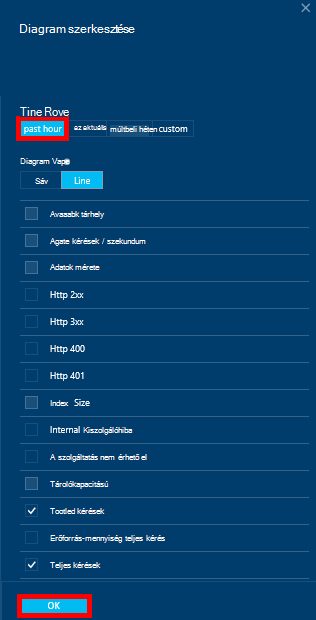 Diagram szerkesztése
Tine Rove
past hour az aktuális múltbeli héten custom
Diagram Vape
Sáv Line
Avaaabk tárhely
Agate kérések / szekundum
Adatok mérete
Http 2xx
Http 3xx
Http 400
Http 401
Index Size
Internal Kiszolgálóhiba
A szolgáltatás nem érhető el
Tárolókapacitású
Tootled kérések
Erőforrás-mennyiség teljes kérés
Teljes kérések
OK